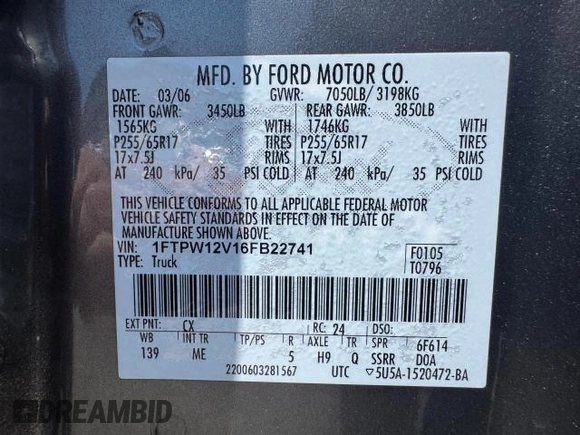 MFD. BY FORD MOTOR CO.
DATE: 03/06 GVWR: 7050LB/ 3198KG
FRONT GAWR: 3450LB REAR GAWR: 3850LB
1565KG WITH 1746KG WITH
P255/65R17 TIRES P255/65R17 TIRES
17x7.5J RIMS 17x7.5J RIMS
AT 240 kPa/ 35 PSI COLD AT 240 kPa/ 35 PSI COLD
THIS VEHICLE CONFORMS TO ALL APPLICABLE FEDERAL MOTOR
VEHICLE SAFETY STANDARDS IN EFFECT ON THE DATE OF MANUFACTURE
SHOWN ABOVE.
VIN: 1FTPW12V16FB22741
TYPE: Truck
F0105
T0796
EXT PNT: CX RC: 24 DSO:
WB INT TR TP/PS R AXLE TR SPR 6F614
139 ME 5 H9 Q SSRR DOA
2200603281567 UTC ▽5U5A-1520472-BA
DREAMBID